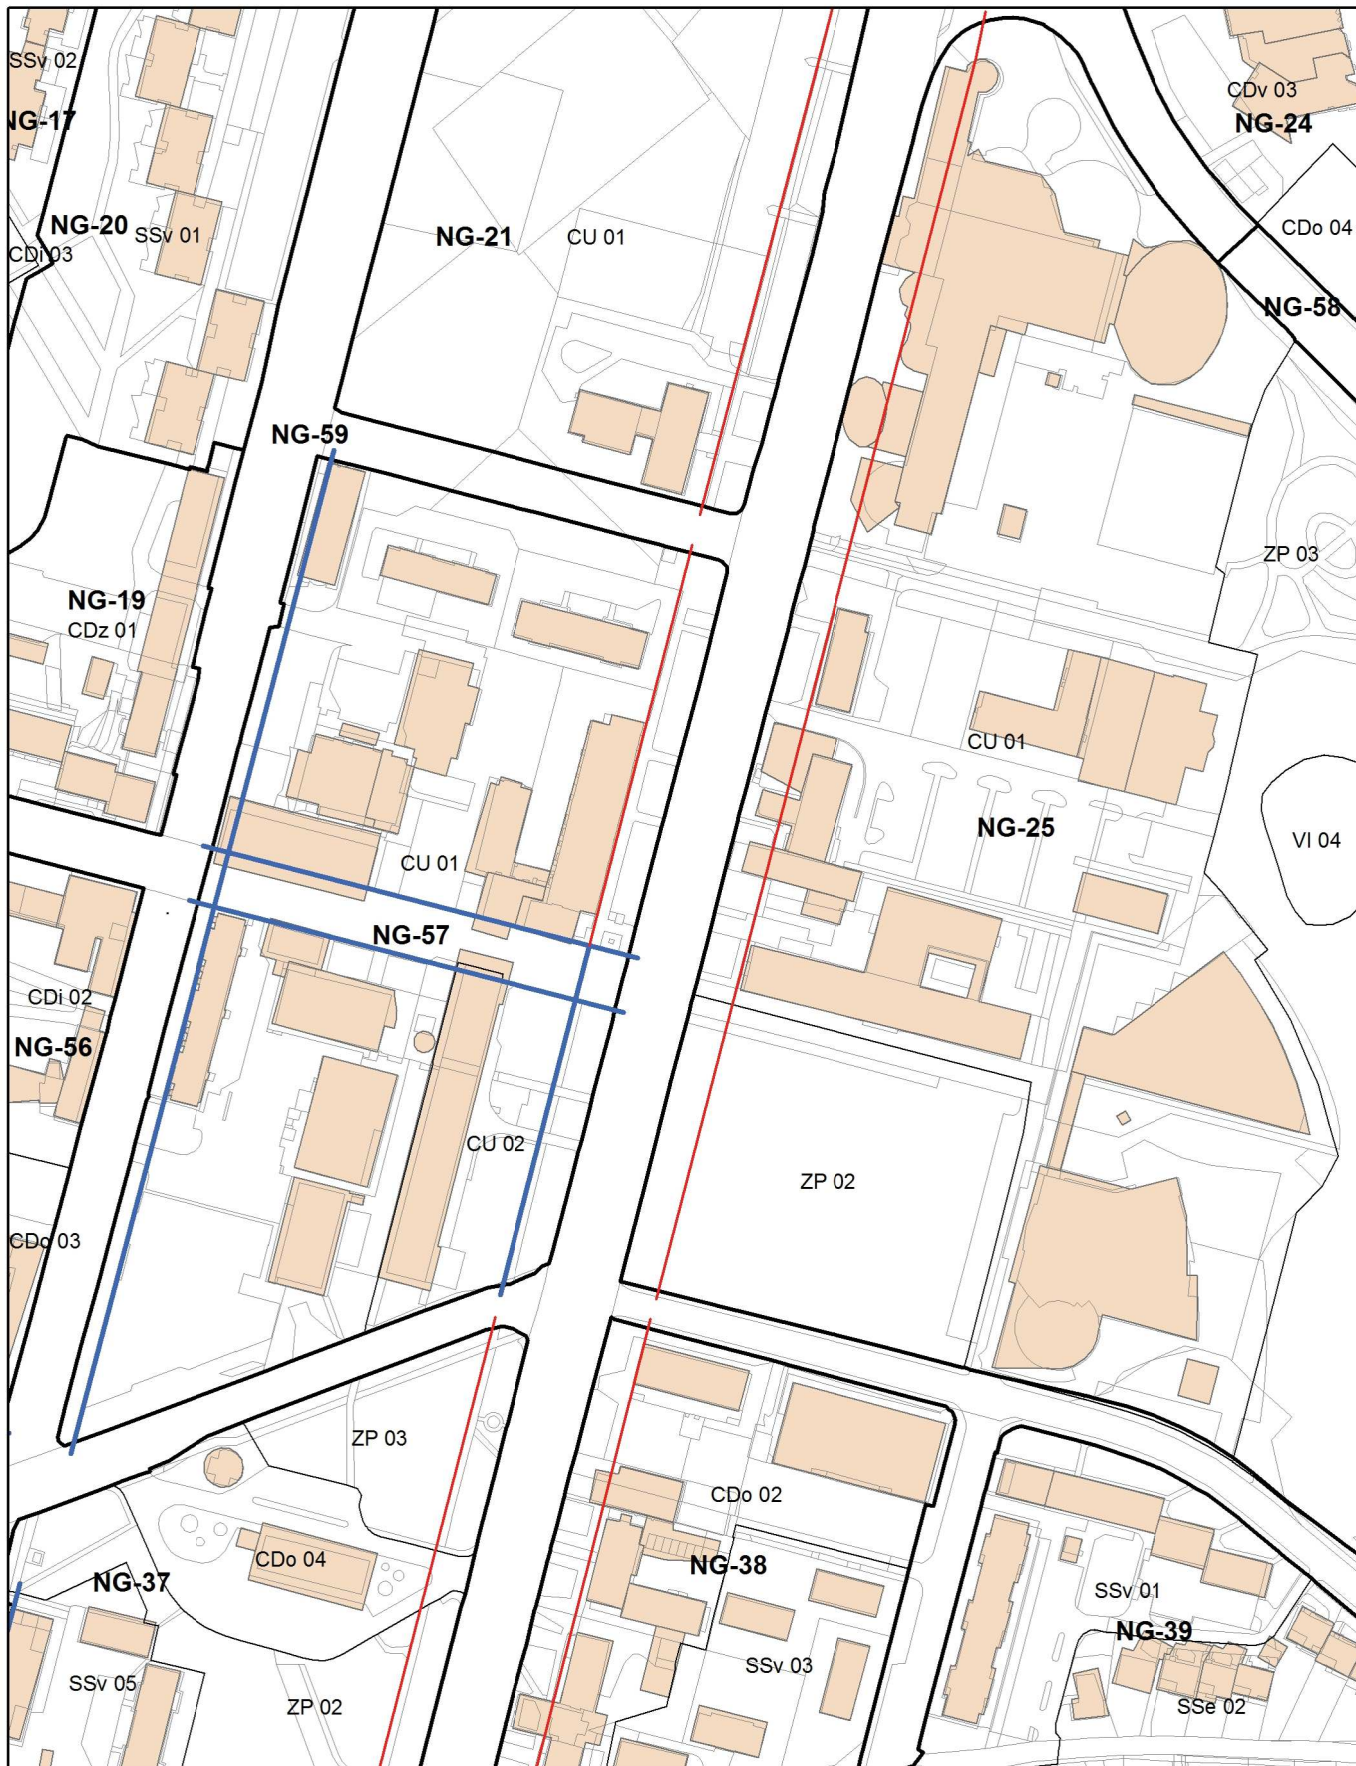 SSv 02
CDv 03
NG-17
NG-24
NG-20
SSv 01
NG-21
CU 01
CDo 04
CDi 03
NG-58
NG-59
ZP 03
NG-19
CDz 01
CU 01
NG-25
VI 04
CU 01
NG-57
CDi 02
NG-56
CU 02
ZP 02
CDo 03
ZP 03
CDo 02
CDo 04
NG-38
NG-37
SSv 01
NG-39
SSv 03
SSv 05
ZP 02
SSe 02